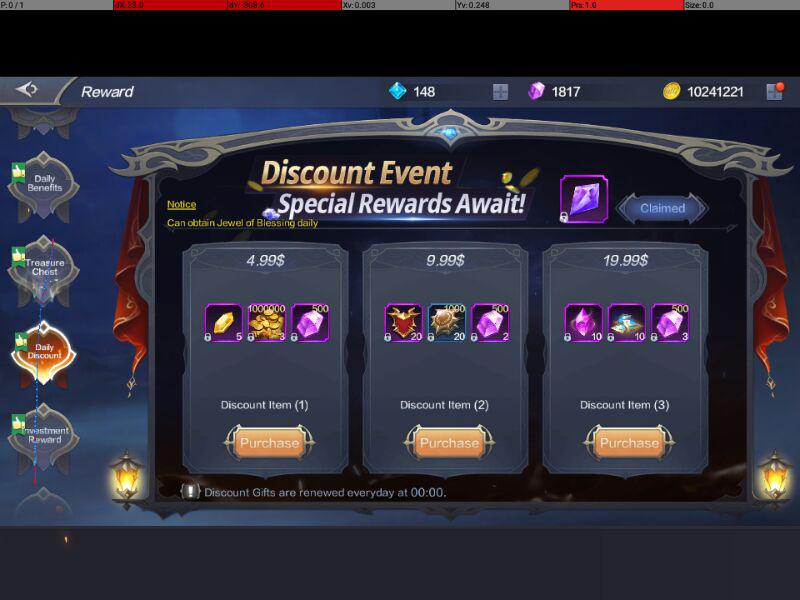 P: 0 / 1
dX: 23.0
dY: -308.6
Xv: 0.003
Yv: 0.248
Prs: 1.0
Size: 0.0
Reward
148
1817
10241221
Daily
Benefits
Treasure
Chest
Daily
Discount
Investment
Reward
Discount Event
Special Rewards Await!
Notice
Can obtain Jewel of Blessing daily
Claimed
4.99$
9.99$
19.99$
5
1000000
3
500
1
20
1000
20
500
2
10
10
500
3
Discount Item (1)
Discount Item (2)
Discount Item (3)
Purchase
Purchase
Purchase
! Discount Gifts are renewed everyday at 00:00.